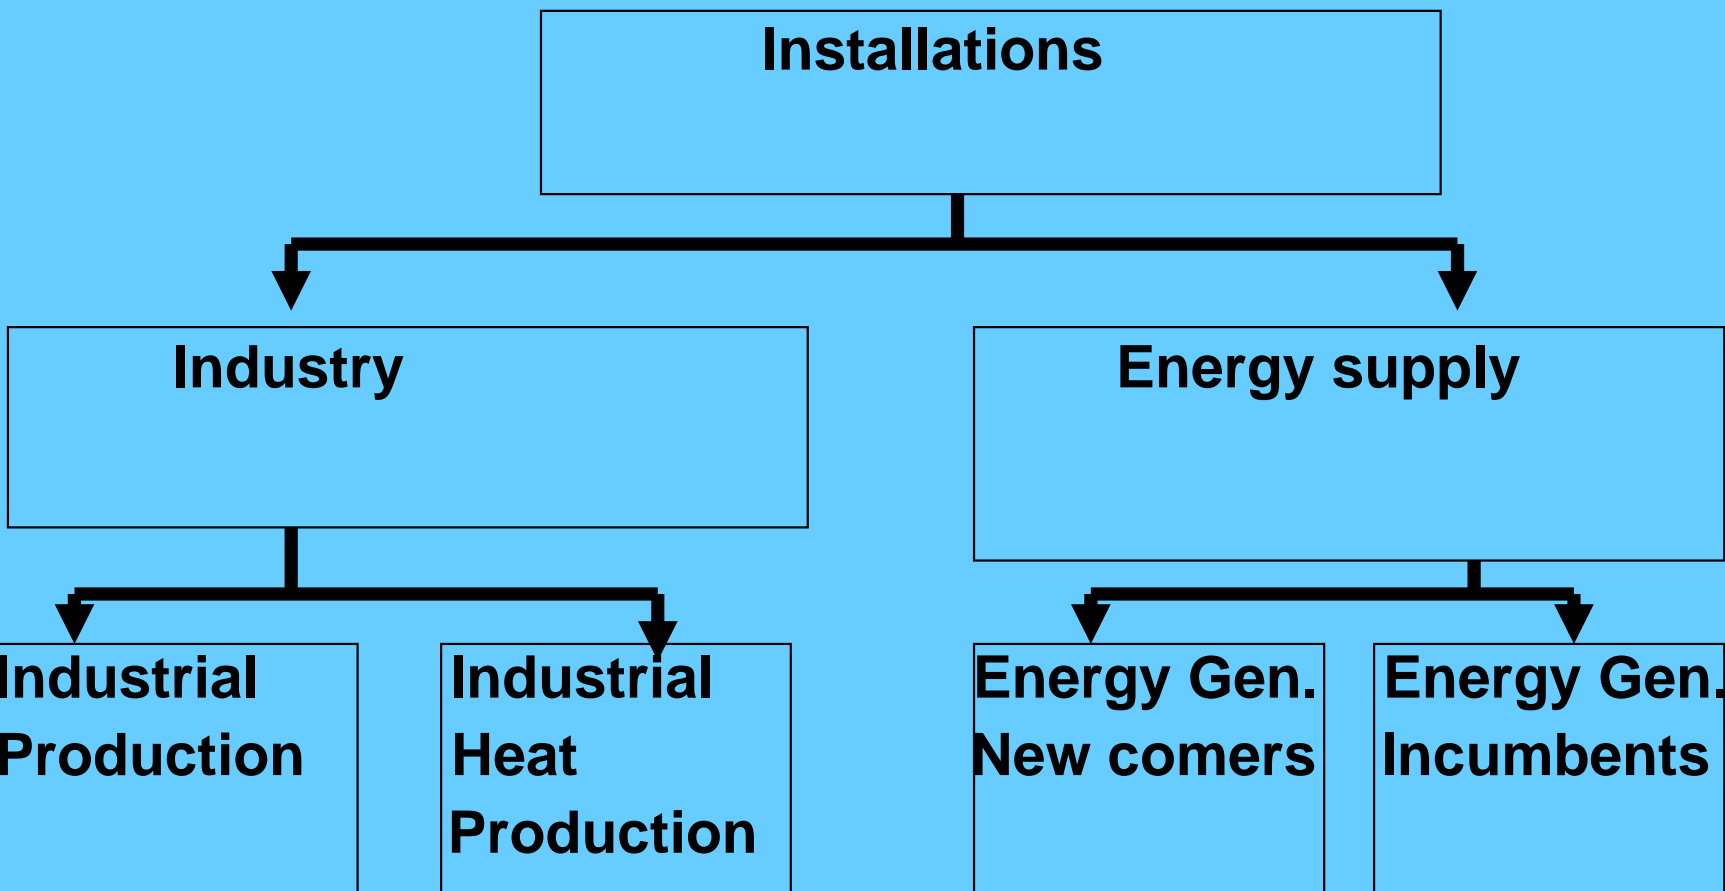 Installations
Industry
Energy supply
Industrial
Production
Industrial
Heat
Production
Energy Gen.
New comers
Energy Gen.
Incumbents